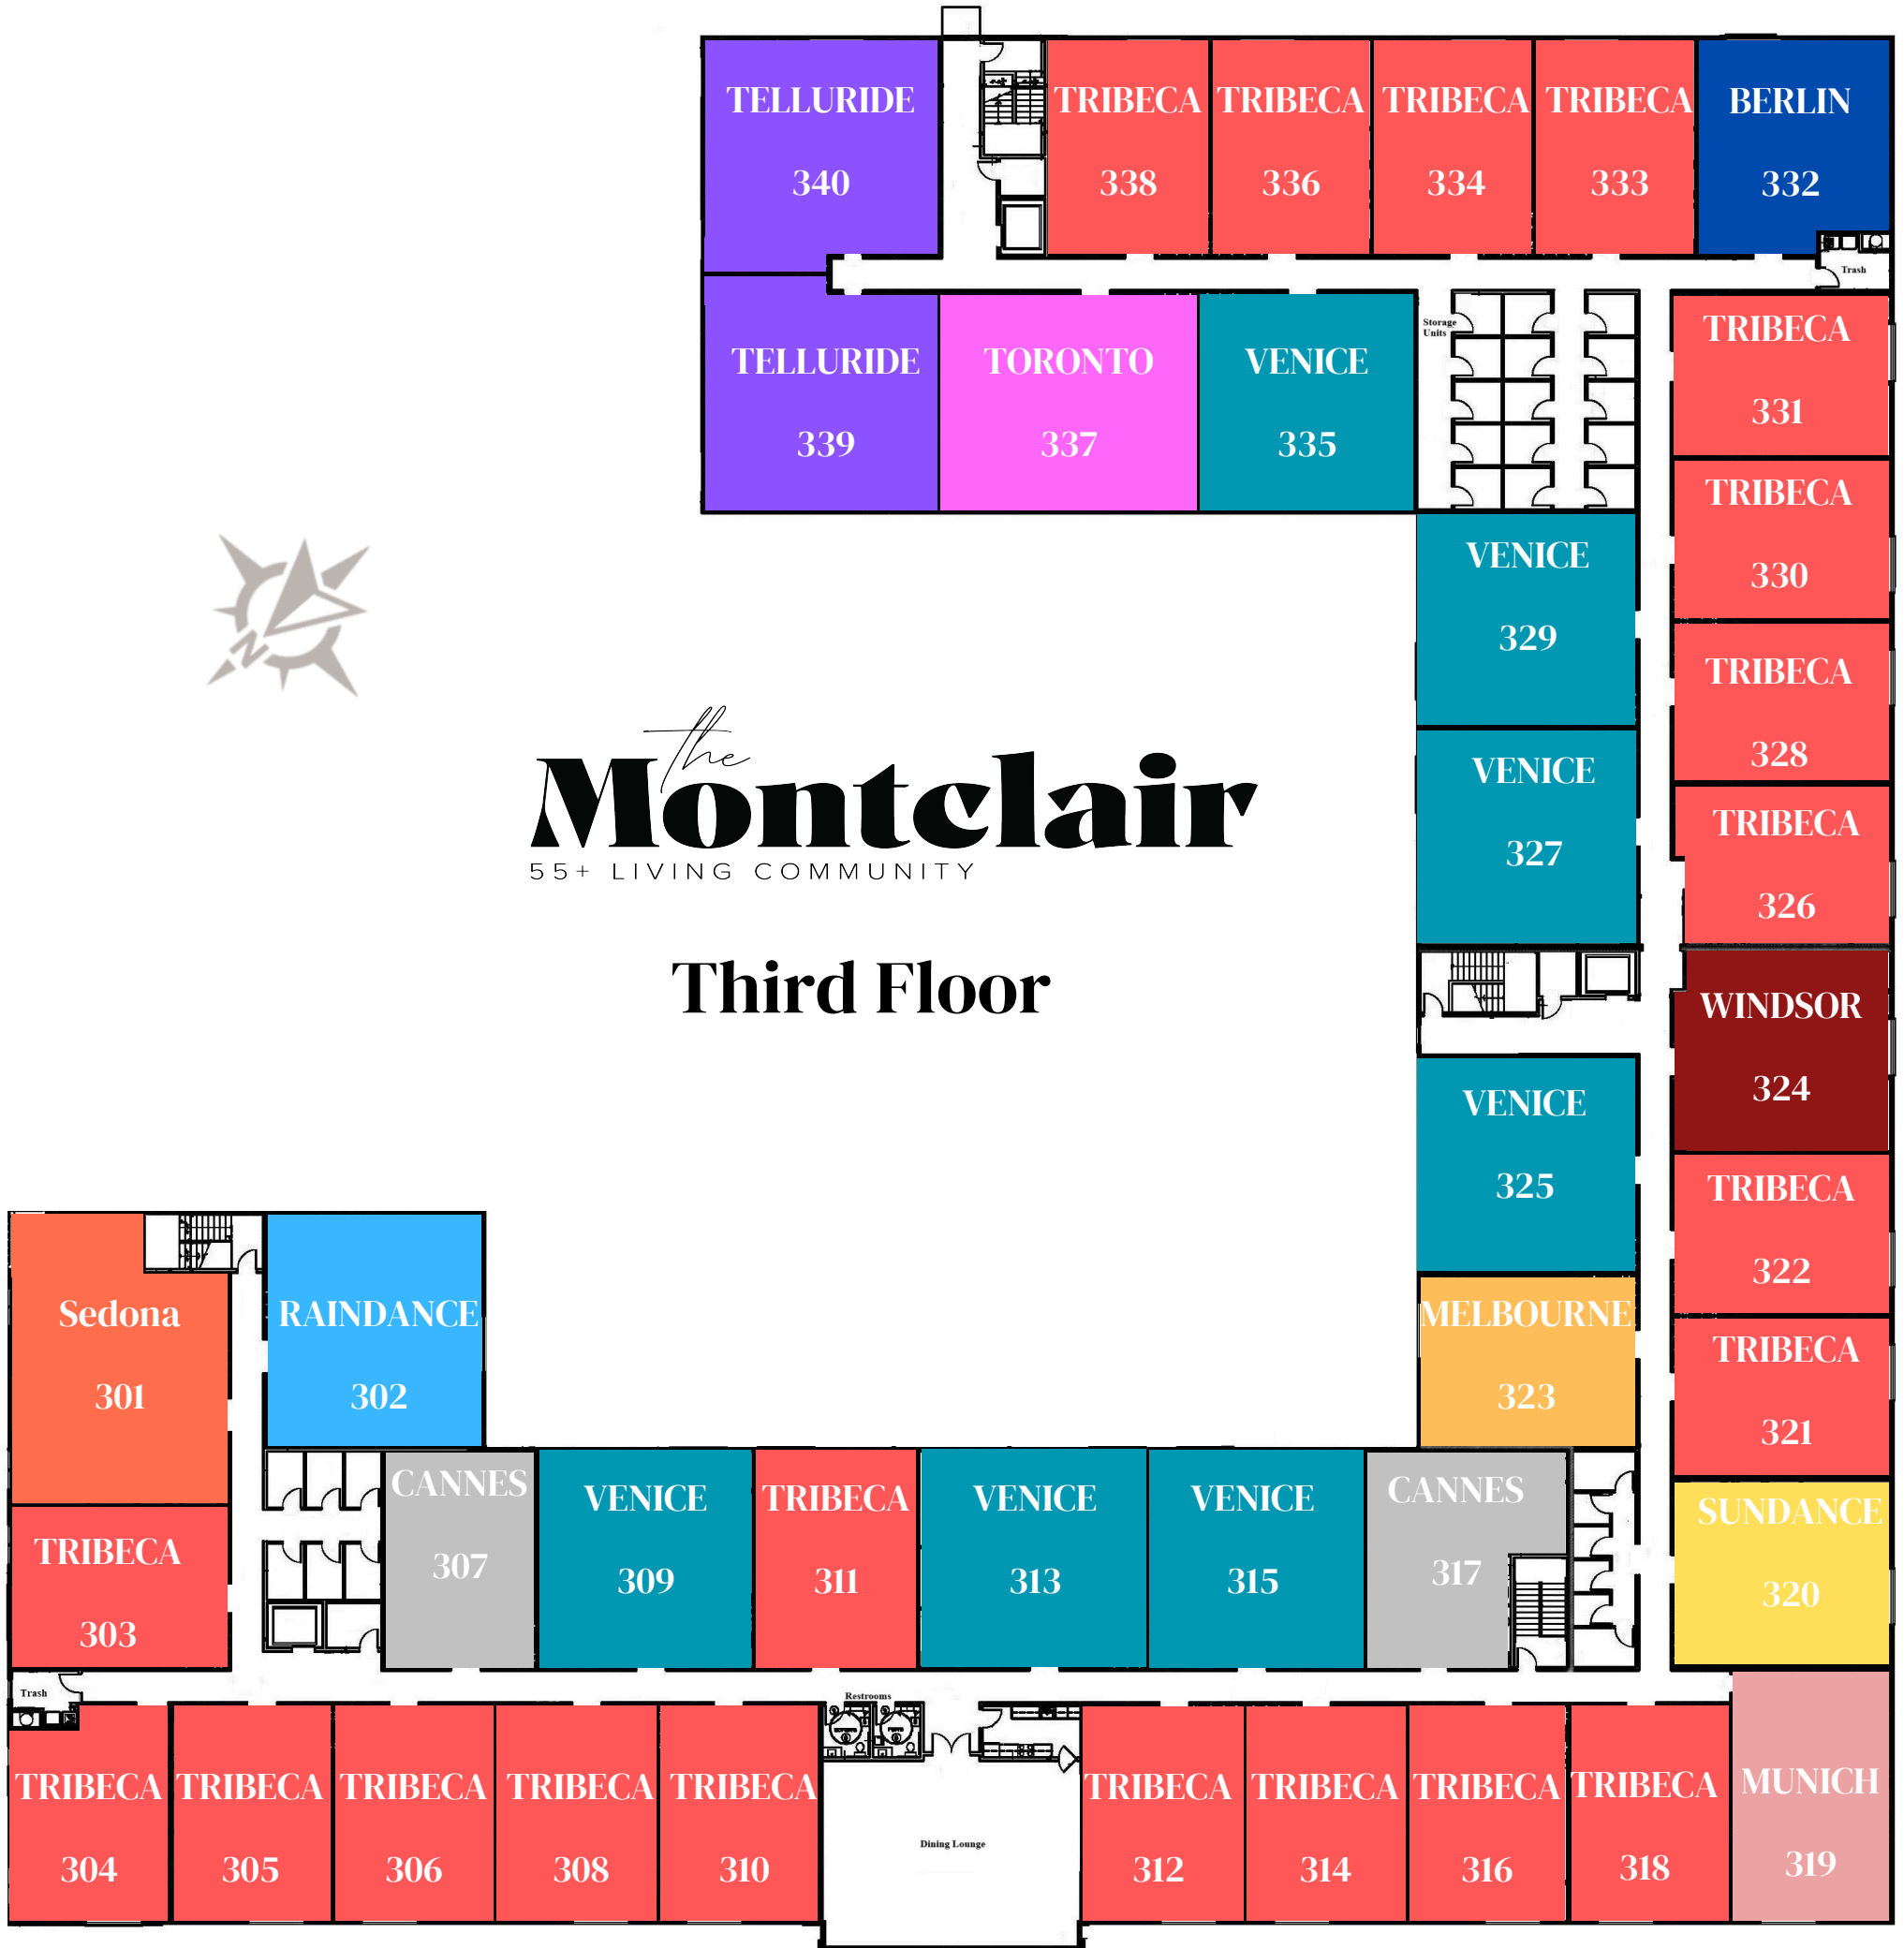 TELLURIDE
340
TRIBECA
338
TRIBECA
336
TRIBECA
334
TRIBECA
333
BERLIN
332
Trash
TELLURIDE
339
TORONTO
337
VENICE
335
Storage
Units
TRIBECA
331
TRIBECA
330
VENICE
329
N
TRIBECA
328
the
Montclair
55+ LIVING COMMUNITY
VENICE
327
TRIBECA
326
Third Floor
WINDSOR
324
VENICE
325
TRIBECA
322
Sedona
301
RAINDANCE
302
MELBOURNE
323
TRIBECA
321
CANNES
307
VENICE
309
TRIBECA
311
VENICE
313
VENICE
315
CANNES
317
SUNDANCE
320
TRIBECA
303
Trash
Restrooms
TRIBECA
304
TRIBECA
305
TRIBECA
306
TRIBECA
308
TRIBECA
310
Dining Lounge
TRIBECA
312
TRIBECA
314
TRIBECA
316
TRIBECA
318
MUNICH
319